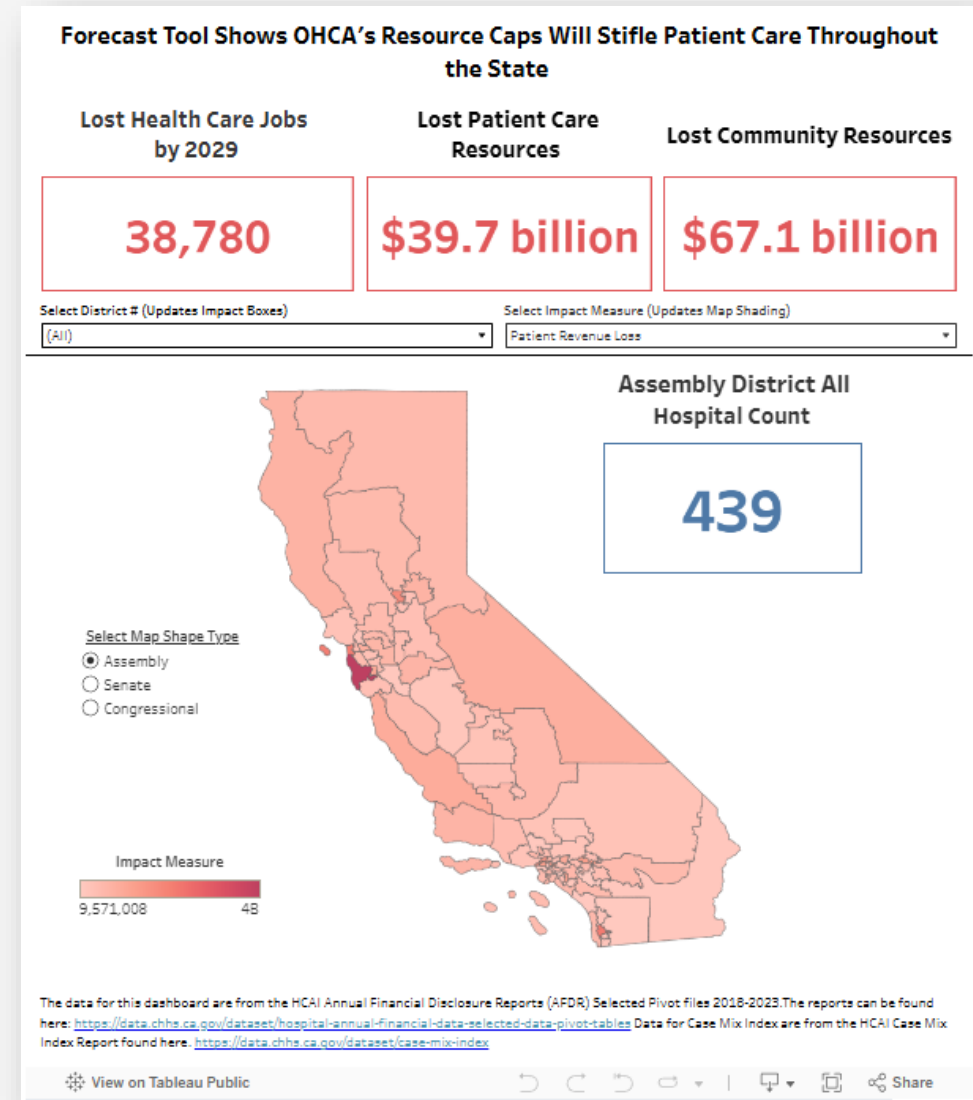 Forecast Tool Shows OHCA's Resource Caps Will Stifle Patient Care Throughout
the State
Lost Health Care Jobs
by 2029
Lost Patient Care
Resources
Lost Community Resources
38,780
$39.7 billion
$67.1 billion
Select District # (Updates Impact Boxes)
Select Impact Measure (Updates Map Shading)
(All)
Patient Revenue Loss
Assembly District All
Hospital Count
439
Select Map Shape Type
Assembly
Senate
Congressional
Impact Measure
9,571,008
4B
The data for this dashboard are from the HCAI Annual Financial Disclosure Reports (AFDR) Selected Pivot files 2018-2023.The reports can be found
here: https://data.chhs.ca.gov/dataset/hospital-annual-financial-data-selected-data-pivot-tables Data for Case Mix Index are from the HCAI Case Mix
Index Report found here. https://data.chhs.ca.gov/dataset/case-mix-index
View on Tableau Public
Share